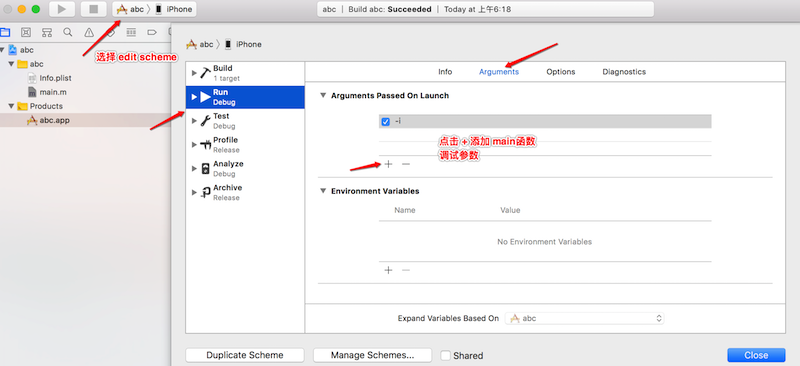 abc iPhone
abc | Build abc: Succeeded | Today at 上午6:18
选择 edit scheme
abc
abc
Info.plist
main.m
Products
abc.app
abc iPhone
Build
1 target
Run
Debug
Test
Debug
Profile
Release
Analyze
Debug
Archive
Release
Info Arguments Options Diagnostics
Arguments Passed On Launch
点击 + 添加 main函数
调试参数
Environment Variables
Name Value
No Environment Variables
Expand Variables Based On abc
Duplicate Scheme Manage Schemes... Shared Close